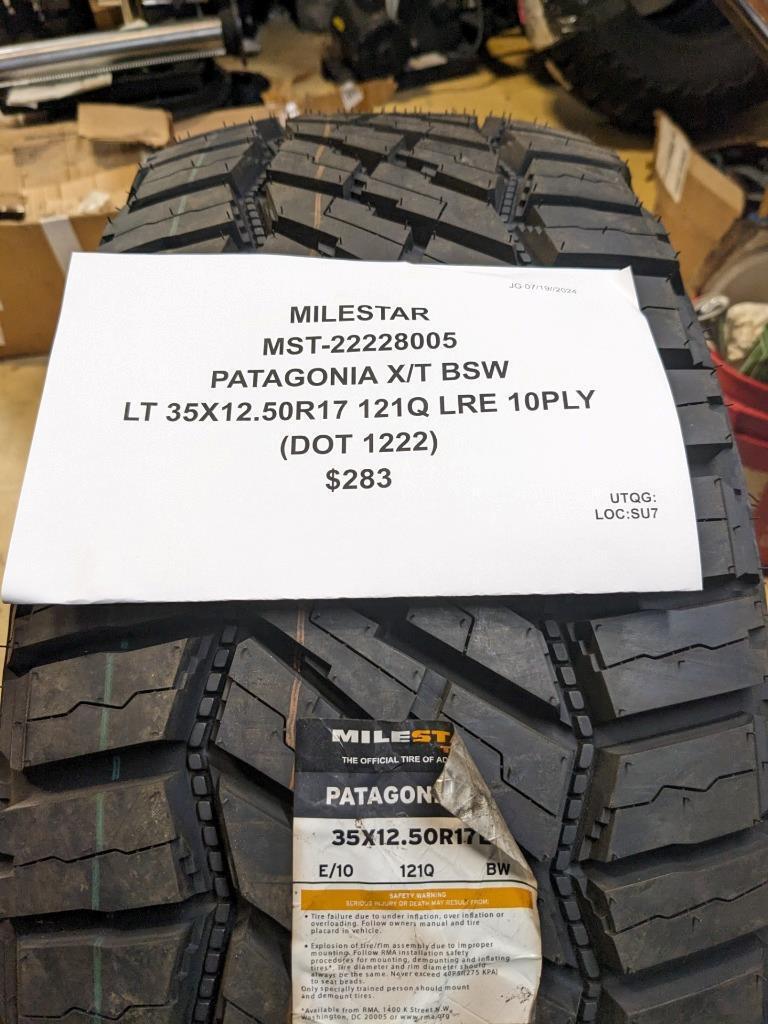 JG 07/19//2024
MILESTAR
MST-22228005
PATAGONIA X/T BSW
LT 35X12.50R17 121Q LRE 10PLY
(DOT 1222)
$283
UTQG:
LOC:SU7
MILEST
THE OFFICIAL TIRE OF AD
PATAGON
35X12.50R17L
E/10 121Q BW
SAFETY WARNING
SERIOUS INJURY OR DEATH MAY RESULT FROM:
• Tire failure due to under inflation, over inflation or
overloading. Follow owners manual and tire
placard in vehicle.
• Explosion of tire/rim assembly due to improper
mounting. Follow RMA installation safety
procedures for mounting, demounting and inflating
tires*. Tire diameter and rim diameter should
always be the same. Never exceed 40PSI(275 KPA)
to seat beads.
Only specially trained person should mount
and demount tires.
*Available from RMA, 1400 K Street N.W.
Washington, DC 20005 or www.rma.org